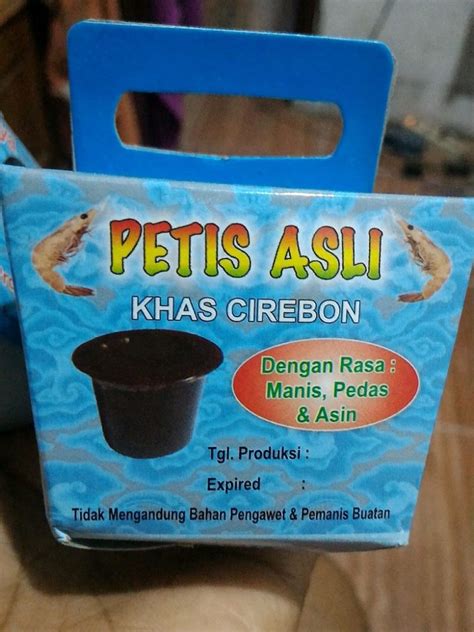 PETIS ASLI
KHAS CIREBON
Dengan Rasa :
Manis, Pedas
& Asin
Tgl. Produksi :
Expired :
Tidak Mengandung Bahan Pengawet & Pemanis Buatan